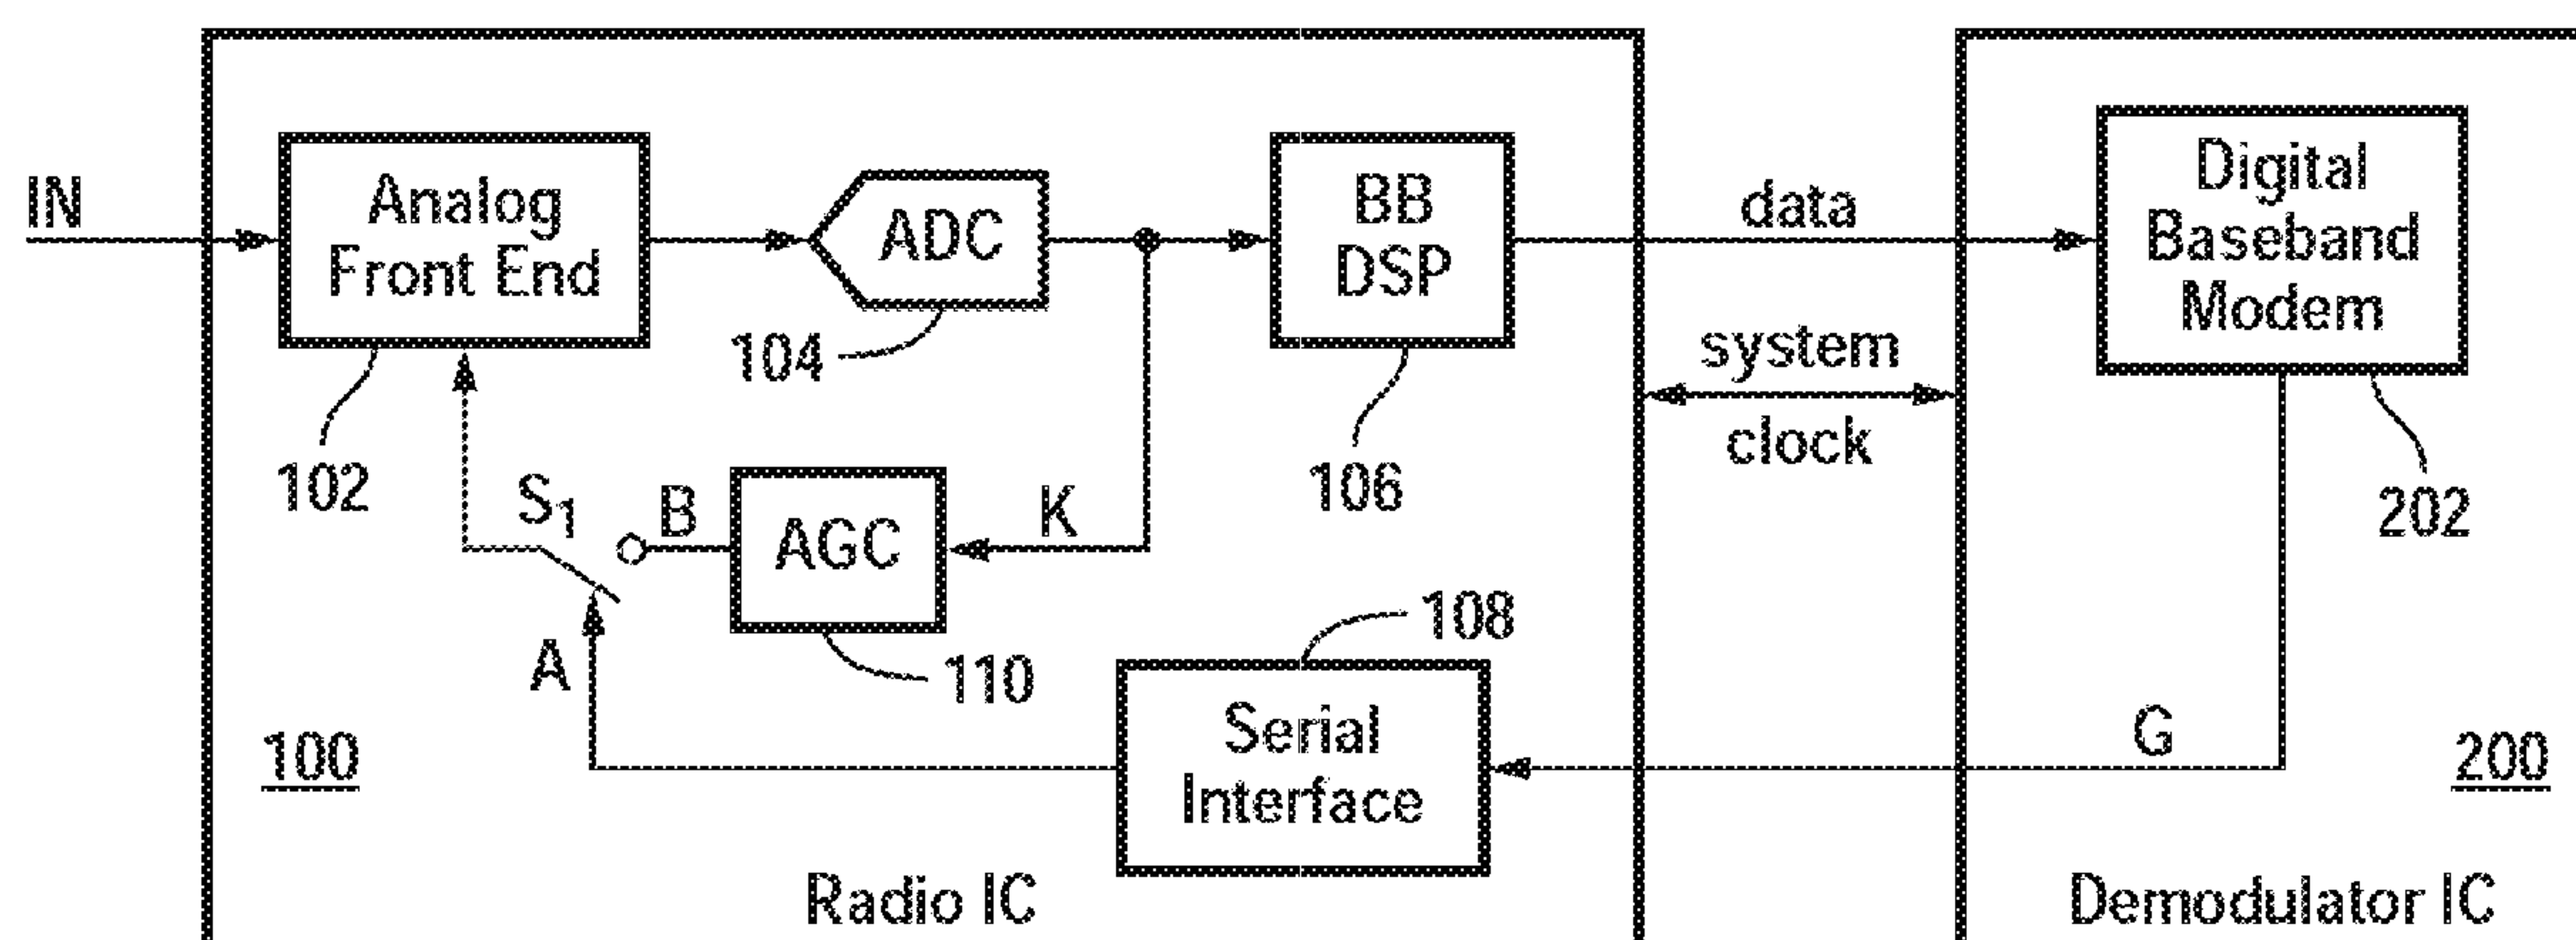 IN
Analog
Front End
ADC
BB
DSP
data
Digital
Baseband
Modem
104
system
clock
102
S1
B
AGC
K
106
202
A
110
108
Serial
Interface
G
100
200
Radio IC
Demodulator IC